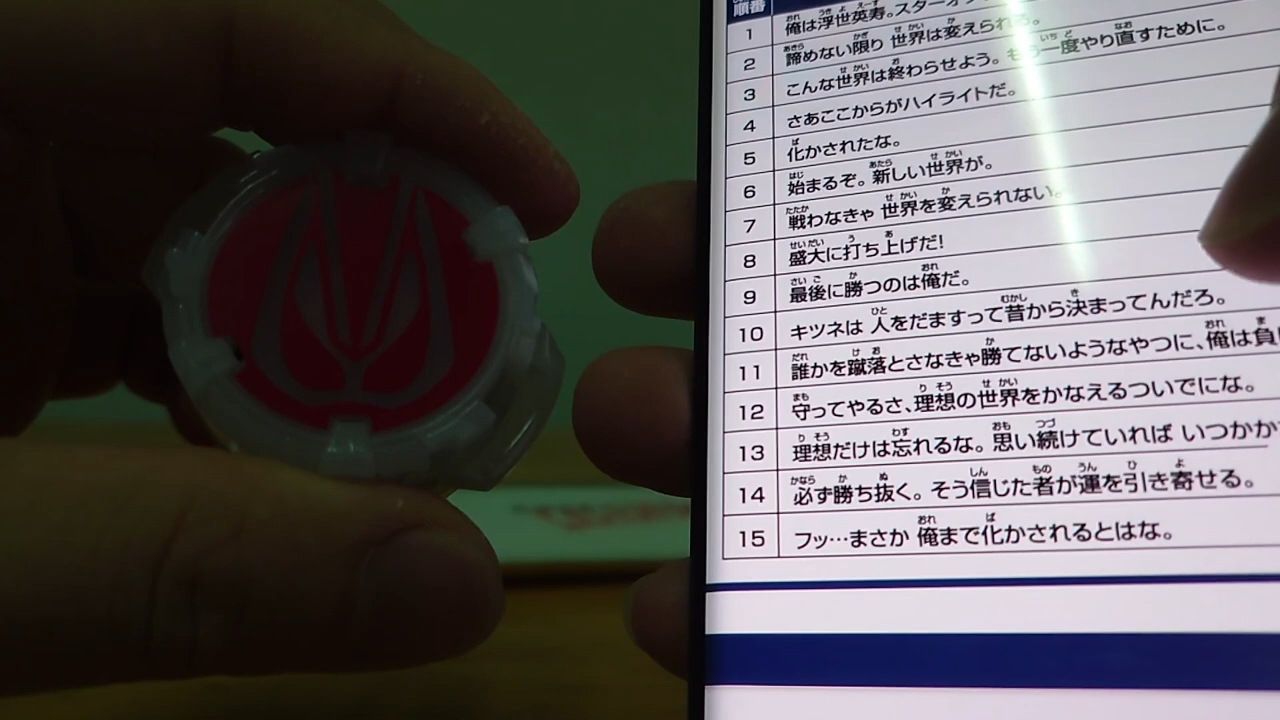 順番
1 俺は浮世英寿。スターオブ
2 諦めない限り 世界は変えられる。
3 こんな世界は終わらせよう。もう一度やり直すために。
4 さあここからがハイライトだ。
5 化かされたな。
6 始まるぞ。新しい世界が。
7 戦わなきゃ 世界を変えられない。
8 盛大に打ち上げだ!
9 最後に勝つのは俺だ。
10 キツネは 人をだますって昔から決まってんだろ。
11 誰かを蹴落とさなきゃ勝てないようなやつに、俺は負
12 守ってやるさ、理想の世界をかなえるついでにな。
13 理想だけは忘れるな。思い続けていれば いつかか
14 必ず勝ち抜く。そう信じた者が運を引き寄せる。
15 フッ…まさか 俺まで化かされるとはな。